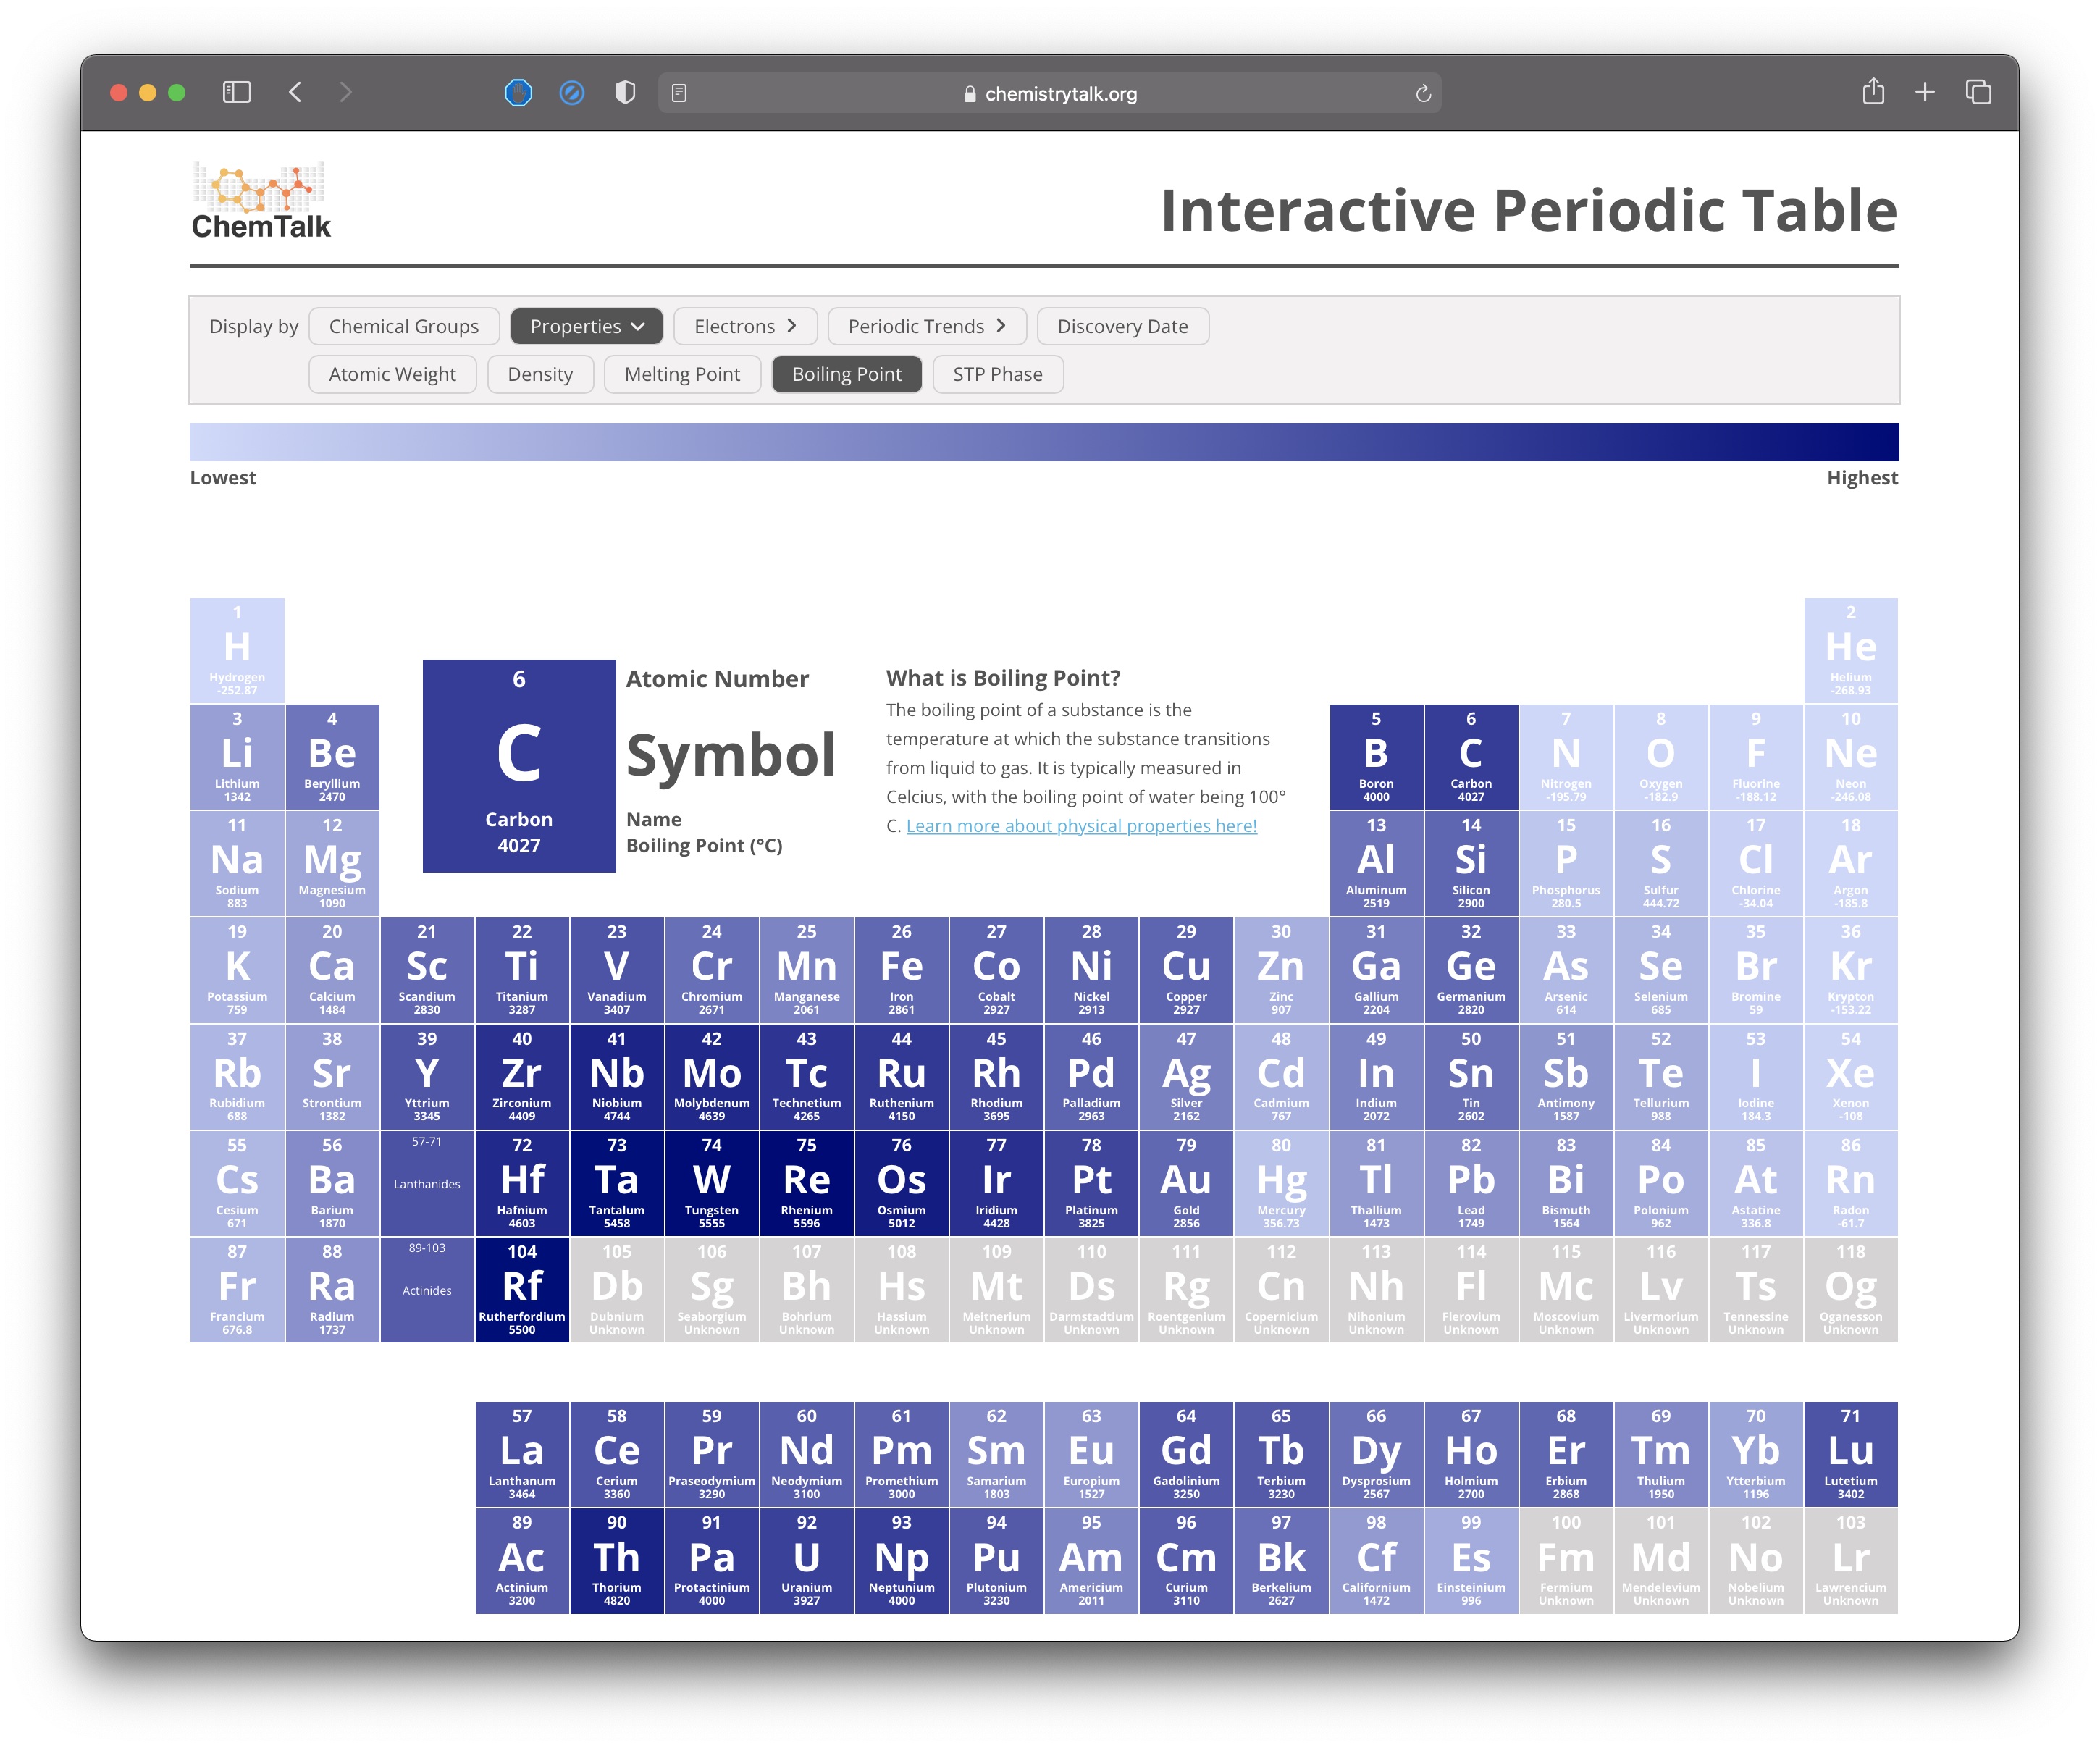 chemistrytalk.org
ChemTalk
Interactive Periodic Table
Display by Chemical Groups Properties Electrons Periodic Trends Discovery Date
Atomic Weight Density Melting Point Boiling Point STP Phase
Lowest Highest
6
C
Carbon
4027
Atomic Number
Symbol
Name
Boiling Point (°C)
What is Boiling Point?
The boiling point of a substance is the
temperature at which the substance transitions
from liquid to gas. It is typically measured in
Celcius, with the boiling point of water being 100°
C. Learn more about physical properties here!
1 2
H He
Hydrogen Helium
-252.87 -268.93
3 4 5 6 7 8 9 10
Li Be B C N O F Ne
Lithium Beryllium Boron Carbon Nitrogen Oxygen Fluorine Neon
1342 2470 4000 4027 -195.79 -182.9 -188.12 -246.08
11 12 13 14 15 16 17 18
Na Mg Al Si P S Cl Ar
Sodium Magnesium Aluminum Silicon Phosphorus Sulfur Chlorine Argon
883 1090 2519 2900 280.5 444.72 -34.04 -185.8
19 20 21 22 23 24 25 26 27 28 29 30 31 32 33 34 35 36
K Ca Sc Ti V Cr Mn Fe Co Ni Cu Zn Ga Ge As Se Br Kr
Potassium Calcium Scandium Titanium Vanadium Chromium Manganese Iron Cobalt Nickel Copper Zinc Gallium Germanium Arsenic Selenium Bromine Krypton
759 1484 2830 3287 3407 2671 2061 2861 2927 2913 2927 907 2204 2820 614 685 59 -153.22
37 38 39 40 41 42 43 44 45 46 47 48 49 50 51 52 53 54
Rb Sr Y Zr Nb Mo Tc Ru Rh Pd Ag Cd In Sn Sb Te I Xe
Rubidium Strontium Yttrium Zirconium Niobium Molybdenum Technetium Ruthenium Rhodium Palladium Silver Cadmium Indium Tin Antimony Tellurium Iodine Xenon
688 1382 3345 4409 4744 4639 4265 4150 3695 2963 2162 767 2072 2602 1587 988 184.3 -108
55 56 57-71 72 73 74 75 76 77 78 79 80 81 82 83 84 85 86
Cs Ba Lanthanides Hf Ta W Re Os Ir Pt Au Hg Tl Pb Bi Po At Rn
Cesium Barium Hafnium Tantalum Tungsten Rhenium Osmium Iridium Platinum Gold Mercury Thallium Lead Bismuth Polonium Astatine Radon
671 1870 4603 5458 5555 5596 5012 4428 3825 2856 356.73 1473 1749 1564 962 336.8 -61.7
87 88 89-103 104 105 106 107 108 109 110 111 112 113 114 115 116 117 118
Fr Ra Actinides Rf Db Sg Bh Hs Mt Ds Rg Cn Nh Fl Mc Lv Ts Og
Francium Radium Rutherfordium Dubnium Seaborgium Bohrium Hassium Meitnerium Darmstadtium Roentgenium Copernicium Nihonium Flerovium Moscovium Livermorium Tennessine Oganesson
676.8 1737 5500 Unknown Unknown Unknown Unknown Unknown Unknown Unknown Unknown Unknown Unknown Unknown Unknown Unknown Unknown
57 58 59 60 61 62 63 64 65 66 67 68 69 70 71
La Ce Pr Nd Pm Sm Eu Gd Tb Dy Ho Er Tm Yb Lu
Lanthanum Cerium Praseodymium Neodymium Promethium Samarium Europium Gadolinium Terbium Dysprosium Holmium Erbium Thulium Ytterbium Lutetium
3464 3360 3290 3100 3000 1803 1527 3250 3230 2567 2700 2868 1950 1196 3402
89 90 91 92 93 94 95 96 97 98 99 100 101 102 103
Ac Th Pa U Np Pu Am Cm Bk Cf Es Fm Md No Lr
Actinium Thorium Protactinium Uranium Neptunium Plutonium Americium Curium Berkelium Californium Einsteinium Fermium Mendelevium Nobelium Lawrencium
3200 4820 4000 3927 4000 3230 2011 3110 2627 1472 996 Unknown Unknown Unknown Unknown